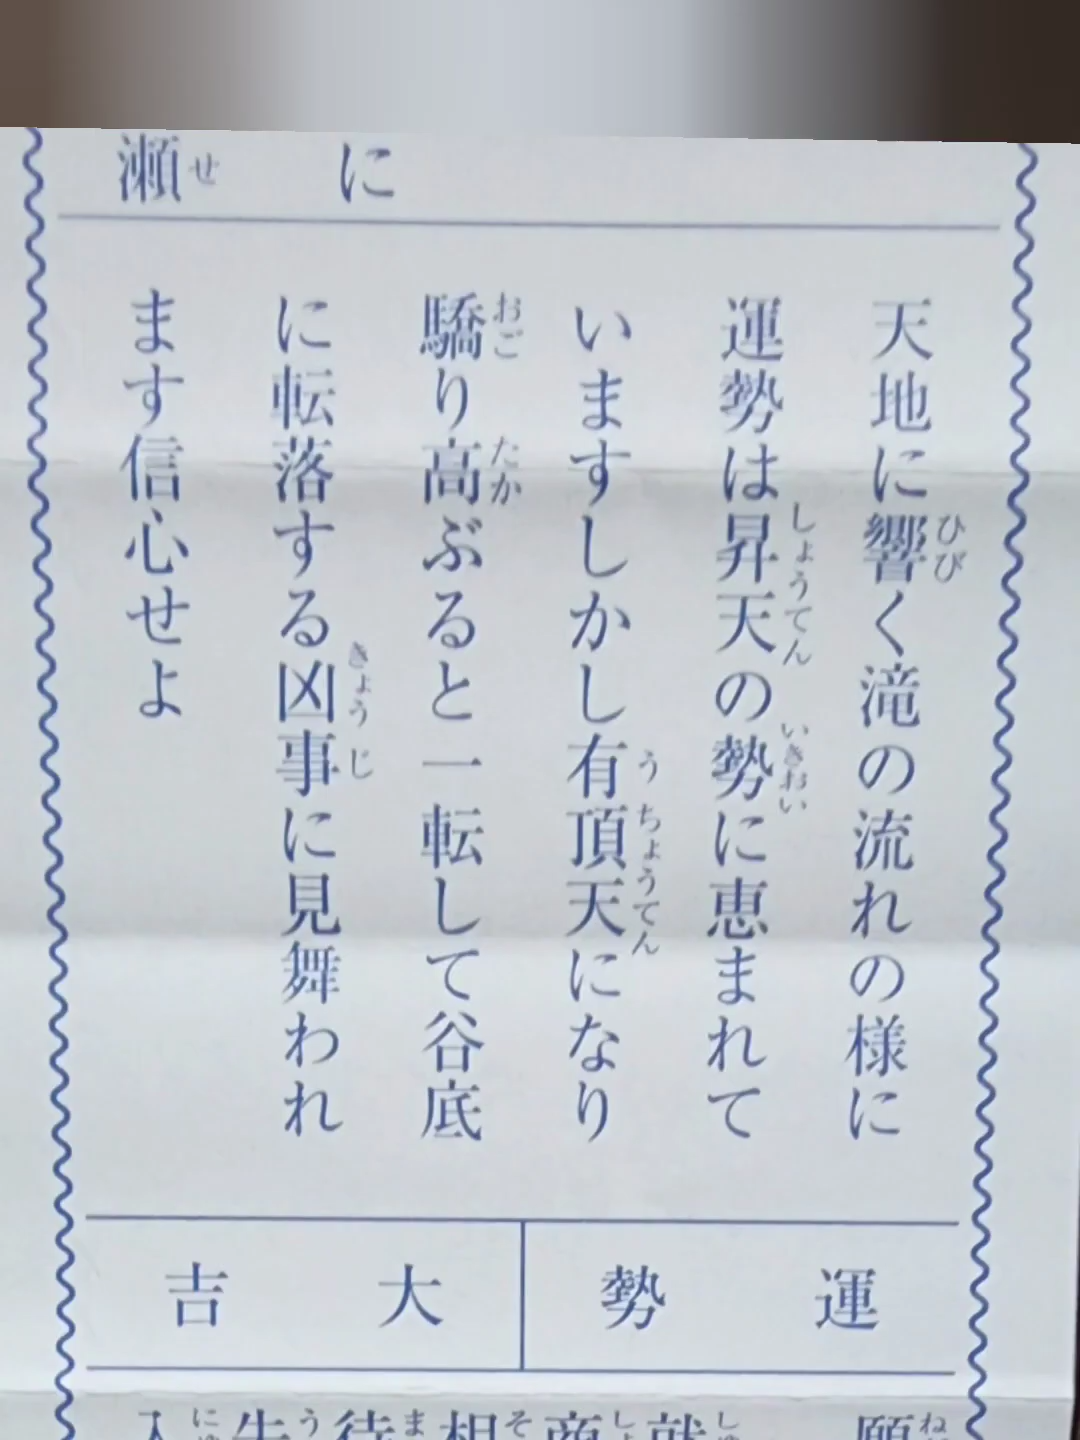 に
瀬せ
天地に響ひびく滝の流れの様に
運勢は昇天しょうてんの勢いきおいに恵まれて
いますしかし有頂天うちょうてんになり
驕おごり高たかぶると一転して谷底
に転落する凶事きょうじに見舞われ
ます信心せよ
運勢
大吉